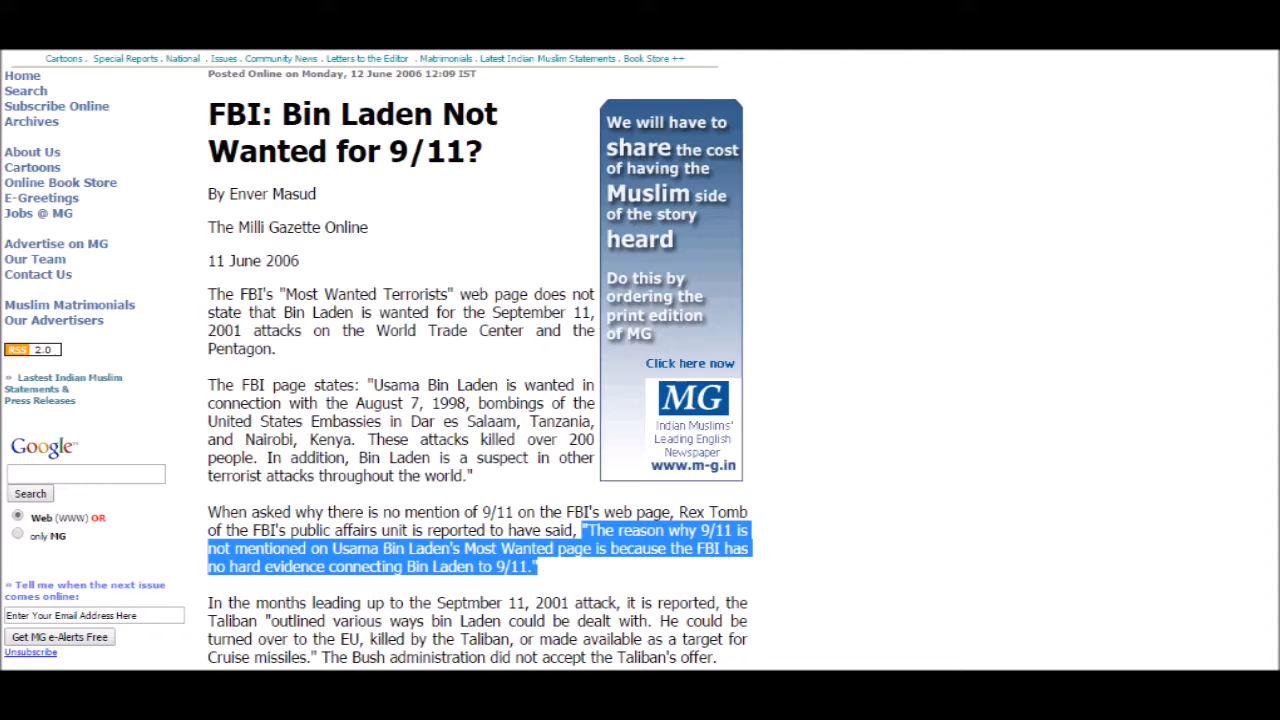 Cartoons . Special Reports . National . Issues . Community News . Letters to the Editor . Matrimonials . Latest Indian Muslim Statements . Book Store ++
Home
Search
Subscribe Online
Archives
About Us
Cartoons
Online Book Store
E-Greetings
Jobs @ MG
Advertise on MG
Our Team
Contact Us
Muslim Matrimonials
Our Advertisers
RSS 2.0
» Lastest Indian Muslim
Statements &
Press Releases
Google™
Search
Web (WWW) OR
only MG
» Tell me when the next issue
comes online:
Enter Your Email Address Here
Get MG e-Alerts Free
Unsubscribe
Posted Online on Monday, 12 June 2006 12:09 IST
FBI: Bin Laden Not
Wanted for 9/11?
By Enver Masud
The Milli Gazette Online
11 June 2006
The FBI's "Most Wanted Terrorists" web page does not
state that Bin Laden is wanted for the September 11,
2001 attacks on the World Trade Center and the
Pentagon.
The FBI page states: "Usama Bin Laden is wanted in
connection with the August 7, 1998, bombings of the
United States Embassies in Dar es Salaam, Tanzania,
and Nairobi, Kenya. These attacks killed over 200
people. In addition, Bin Laden is a suspect in other
terrorist attacks throughout the world."
When asked why there is no mention of 9/11 on the FBI's web page, Rex Tomb
of the FBI's public affairs unit is reported to have said, "The reason why 9/11 is
not mentioned on Usama Bin Laden's Most Wanted page is because the FBI has
no hard evidence connecting Bin Laden to 9/11."
In the months leading up to the Septmber 11, 2001 attack, it is reported, the
Taliban "outlined various ways bin Laden could be dealt with. He could be
turned over to the EU, killed by the Taliban, or made available as a target for
Cruise missiles." The Bush administration did not accept the Taliban's offer.
We will have to
share the cost
of having the
Muslim side
of the story
heard
Do this by
ordering the
print edition
of MG
Click here now
MG
Indian Muslims'
Leading English
Newspaper
www.m-g.in